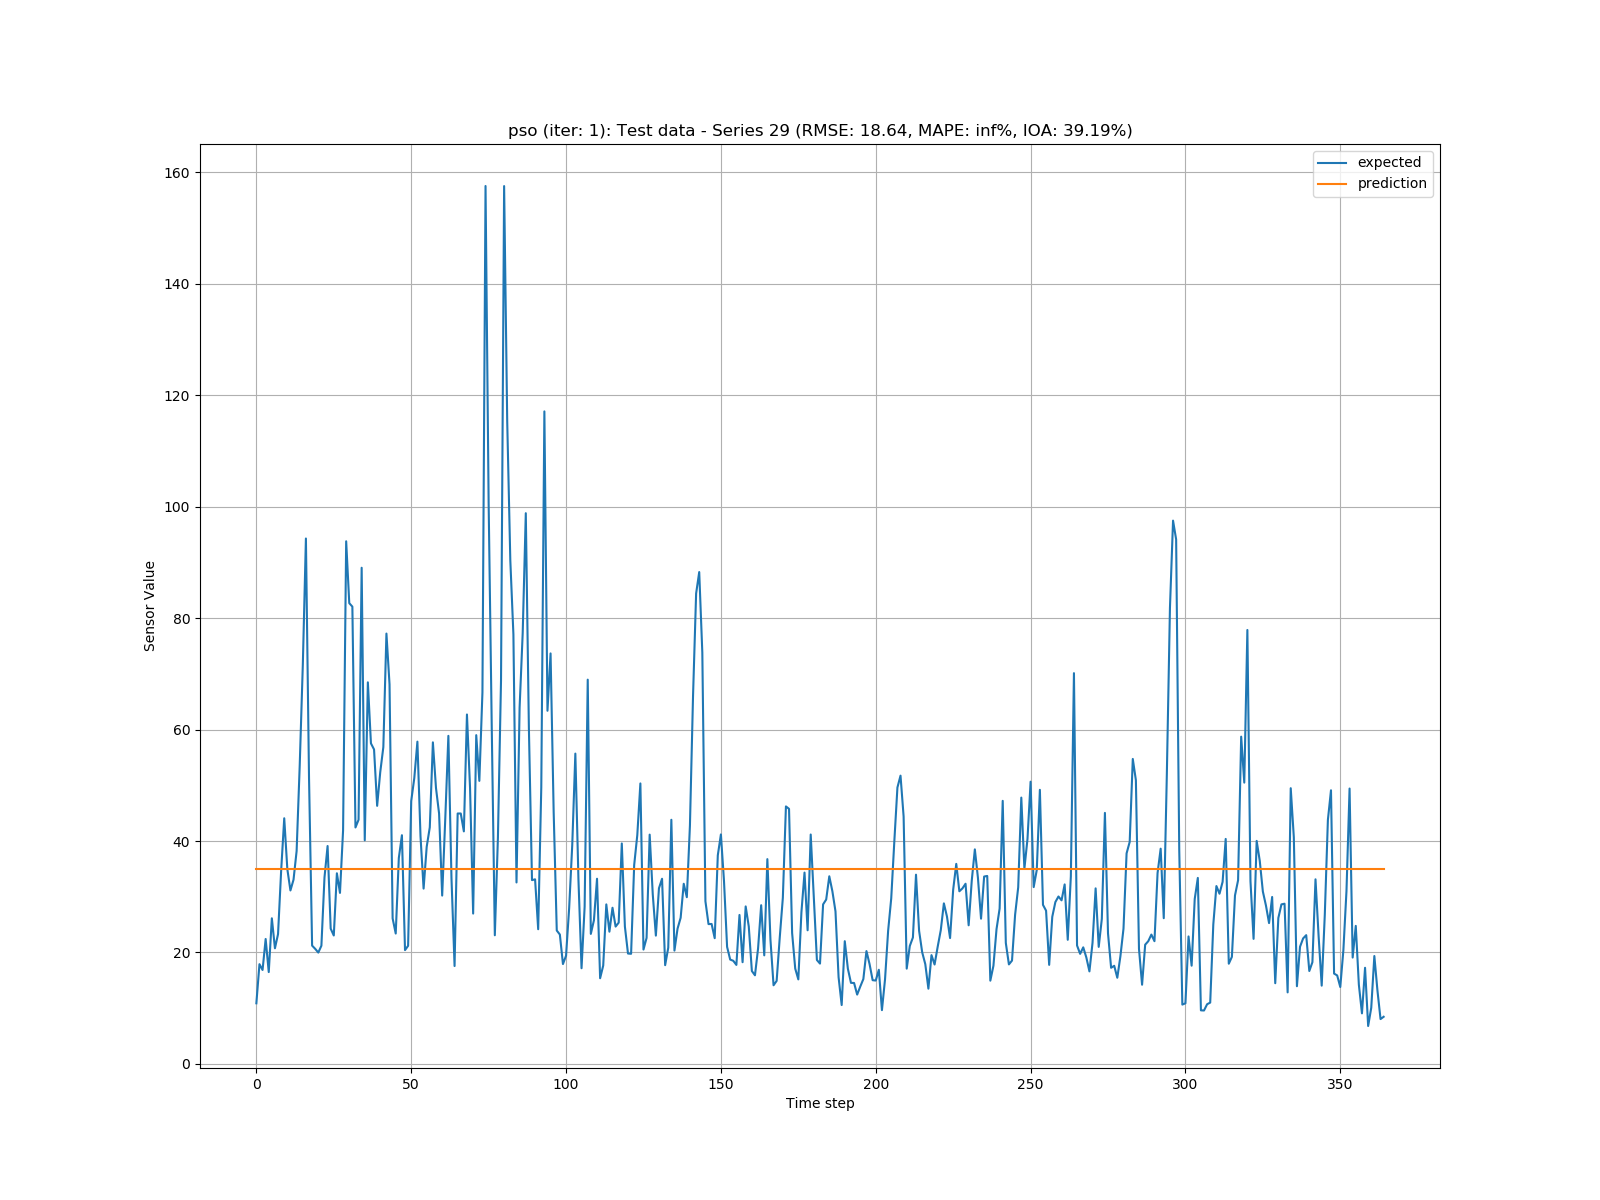 pso (iter: 1): Test data - Series 29 (RMSE: 18.64, MAPE: inf%, IOA: 39.19%)
expected
prediction
160
140
120
100
80
60
40
20
0
Sensor Value
0 50 100 150 200 250 300 350
Time step